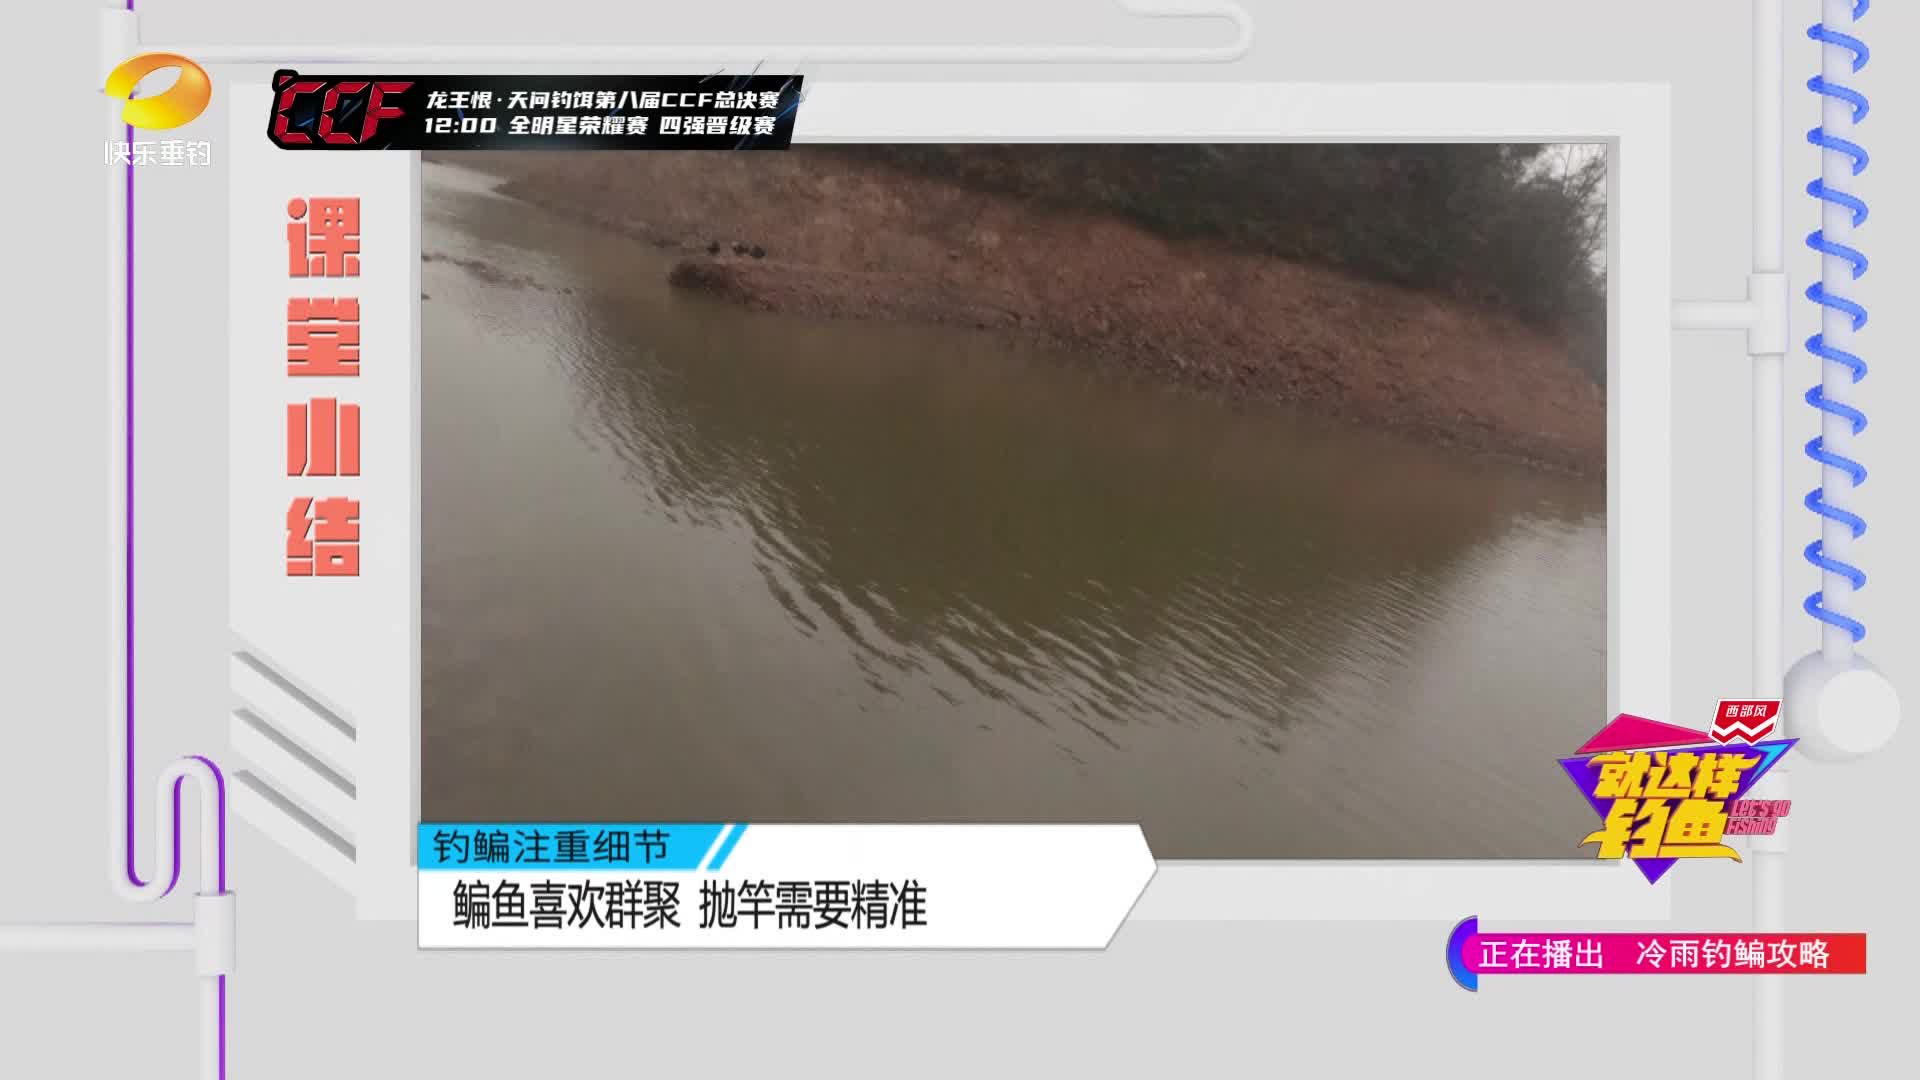 CCF
龙王恨·天问钓饵第八届CCF总决赛
12:00 全明星荣耀赛 四强晋级赛
快乐垂钓
课堂小结
西部风
就这样
钓鱼
Let's go
Fishing
钓鳊注重细节
鳊鱼喜欢群聚 抛竿需要精准
正在播出 冷雨钓鳊攻略